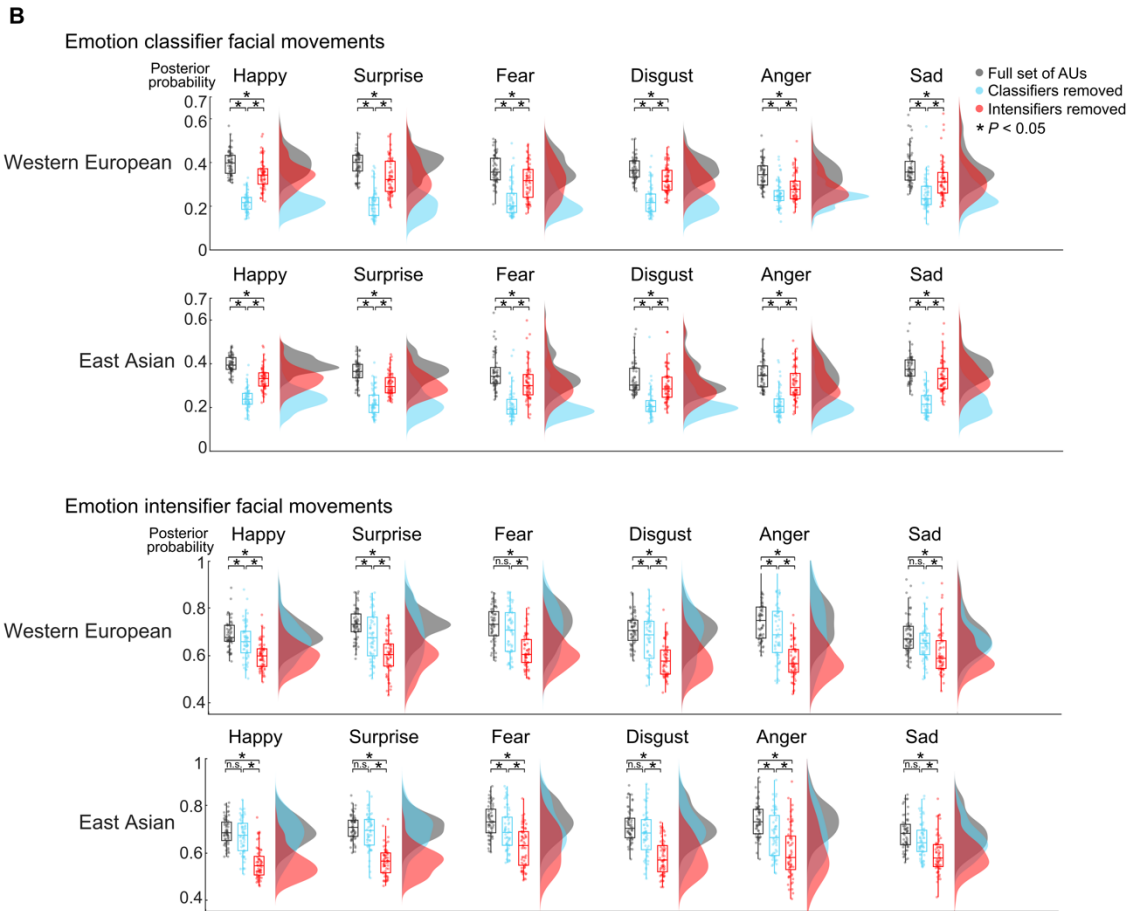 B
Emotion classifier facial movements
Posterior probability
Happy Surprise Fear Disgust Anger Sad
Full set of AUs
Classifiers removed
Intensifiers removed
* P < 0.05
0.7
* * * * * *
* * * * * * * * * * * *
0.6
Western European
0.4
0.2
0
Happy Surprise Fear Disgust Anger Sad
0.7
* * * * * *
* * * * * * * * * * * *
0.6
East Asian
0.4
0.2
0
Emotion intensifier facial movements
Posterior probability
Happy Surprise Fear Disgust Anger Sad
1
* * * * * *
* * * * n.s. * * * * * n.s. *
0.8
Western European
0.6
0.4
Happy Surprise Fear Disgust Anger Sad
1
* * * * * *
n.s. * n.s. * * * n.s. * * * n.s. *
0.8
East Asian
0.6
0.4